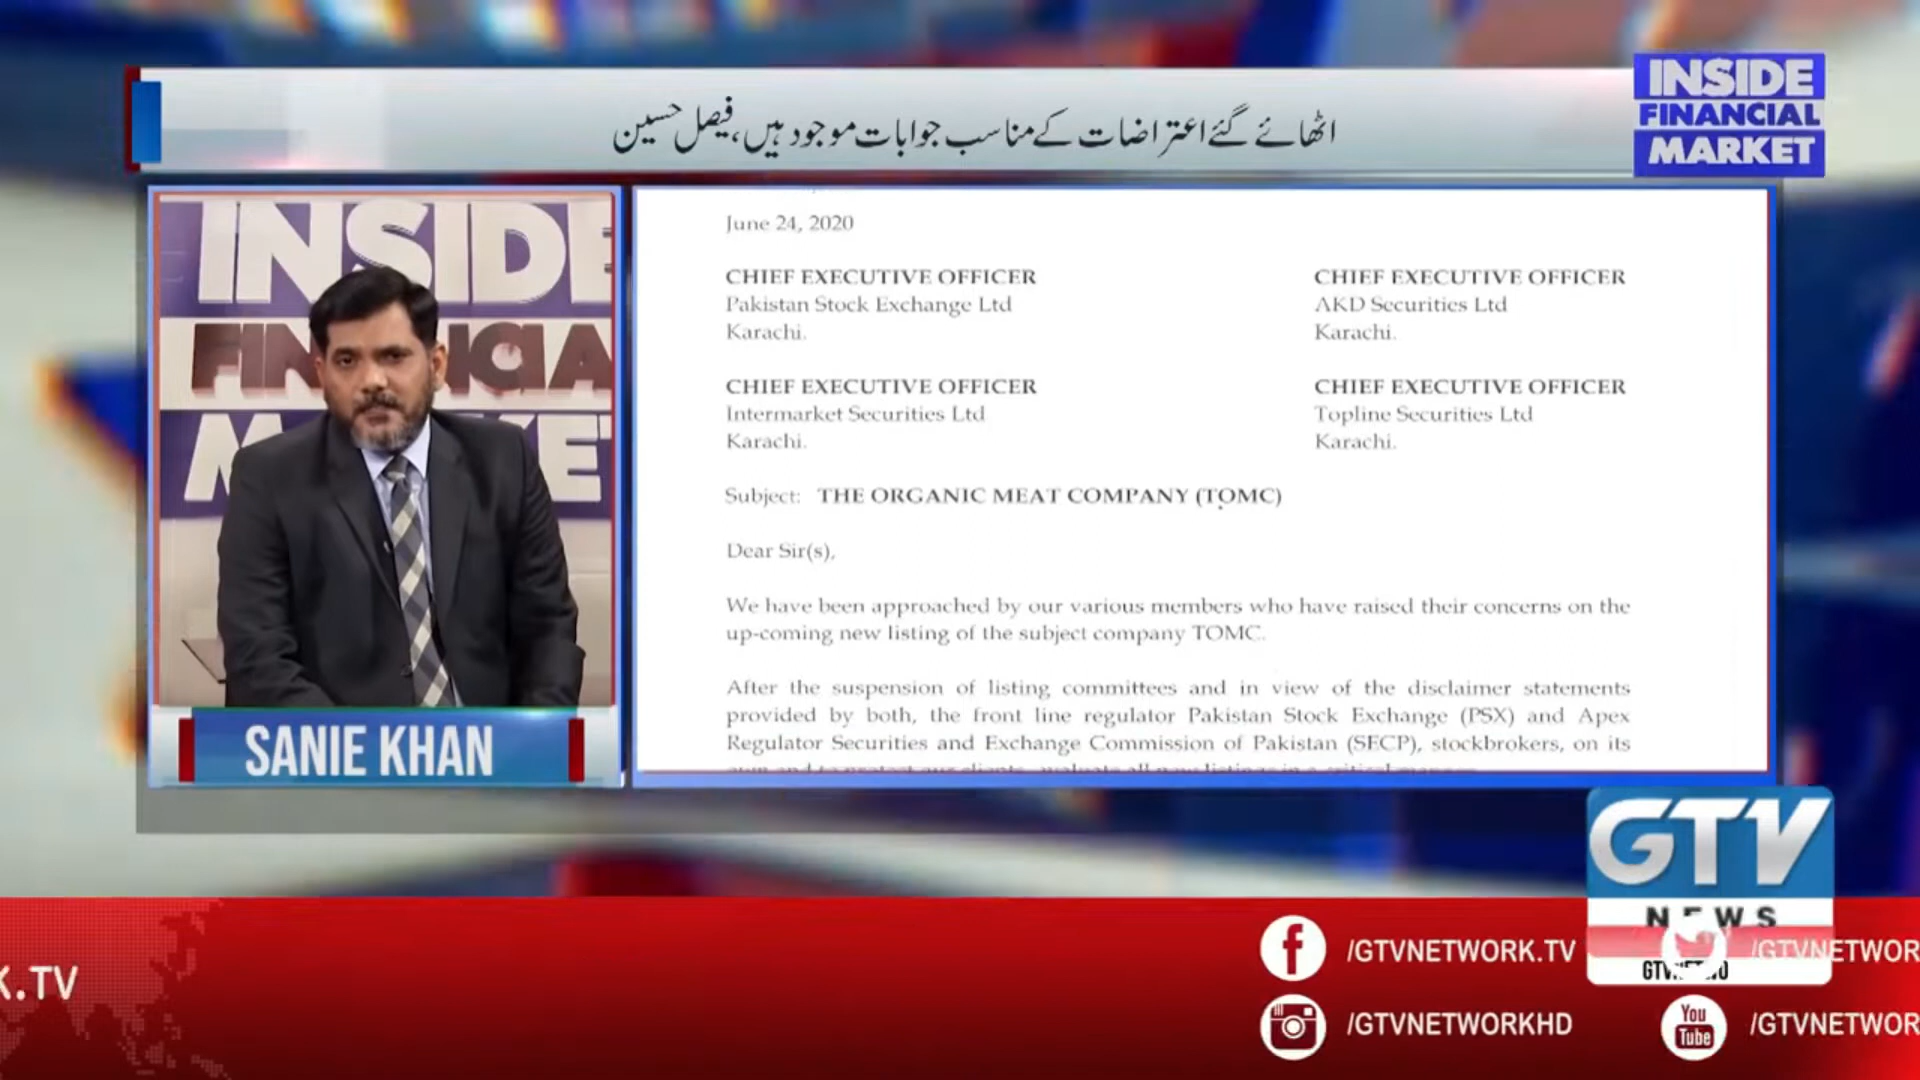 اٹھائے گئے اعتراضات کے مناسب جوابات موجود ہیں، فیصل حسین
INSIDE
FINANCIAL
MARKET
INSIDE
FINANCIA
SANIE KHAN
June 24, 2020
CHIEF EXECUTIVE OFFICER
Pakistan Stock Exchange Ltd
Karachi.
CHIEF EXECUTIVE OFFICER
AKD Securities Ltd
Karachi.
CHIEF EXECUTIVE OFFICER
Intermarket Securities Ltd
Karachi.
CHIEF EXECUTIVE OFFICER
Topline Securities Ltd
Karachi.
Subject: THE ORGANIC MEAT COMPANY (TOMC)
Dear Sir(s),
We have been approached by our various members who have raised their concerns on the
up-coming new listing of the subject company TOMC.
After the suspension of listing committees and in view of the disclaimer statements
provided by both, the front line regulator Pakistan Stock Exchange (PSX) and Apex
Regulator Securities and Exchange Commission of Pakistan (SECP), stockbrokers, on its
GTV
NEWS
K.TV
/GTVNETWORK.TV
/GTVNETWOR
/GTVNETWORKHD
You
Tube
/GTVNETWOR